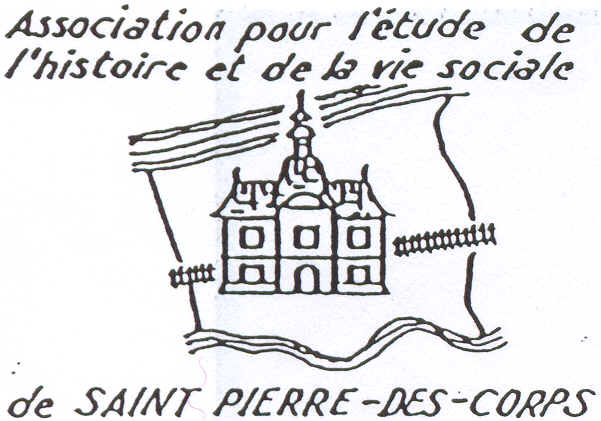 Association pour l'étude de
l'histoire et de la vie sociale
de SAINT PIERRE-DES-CORPS